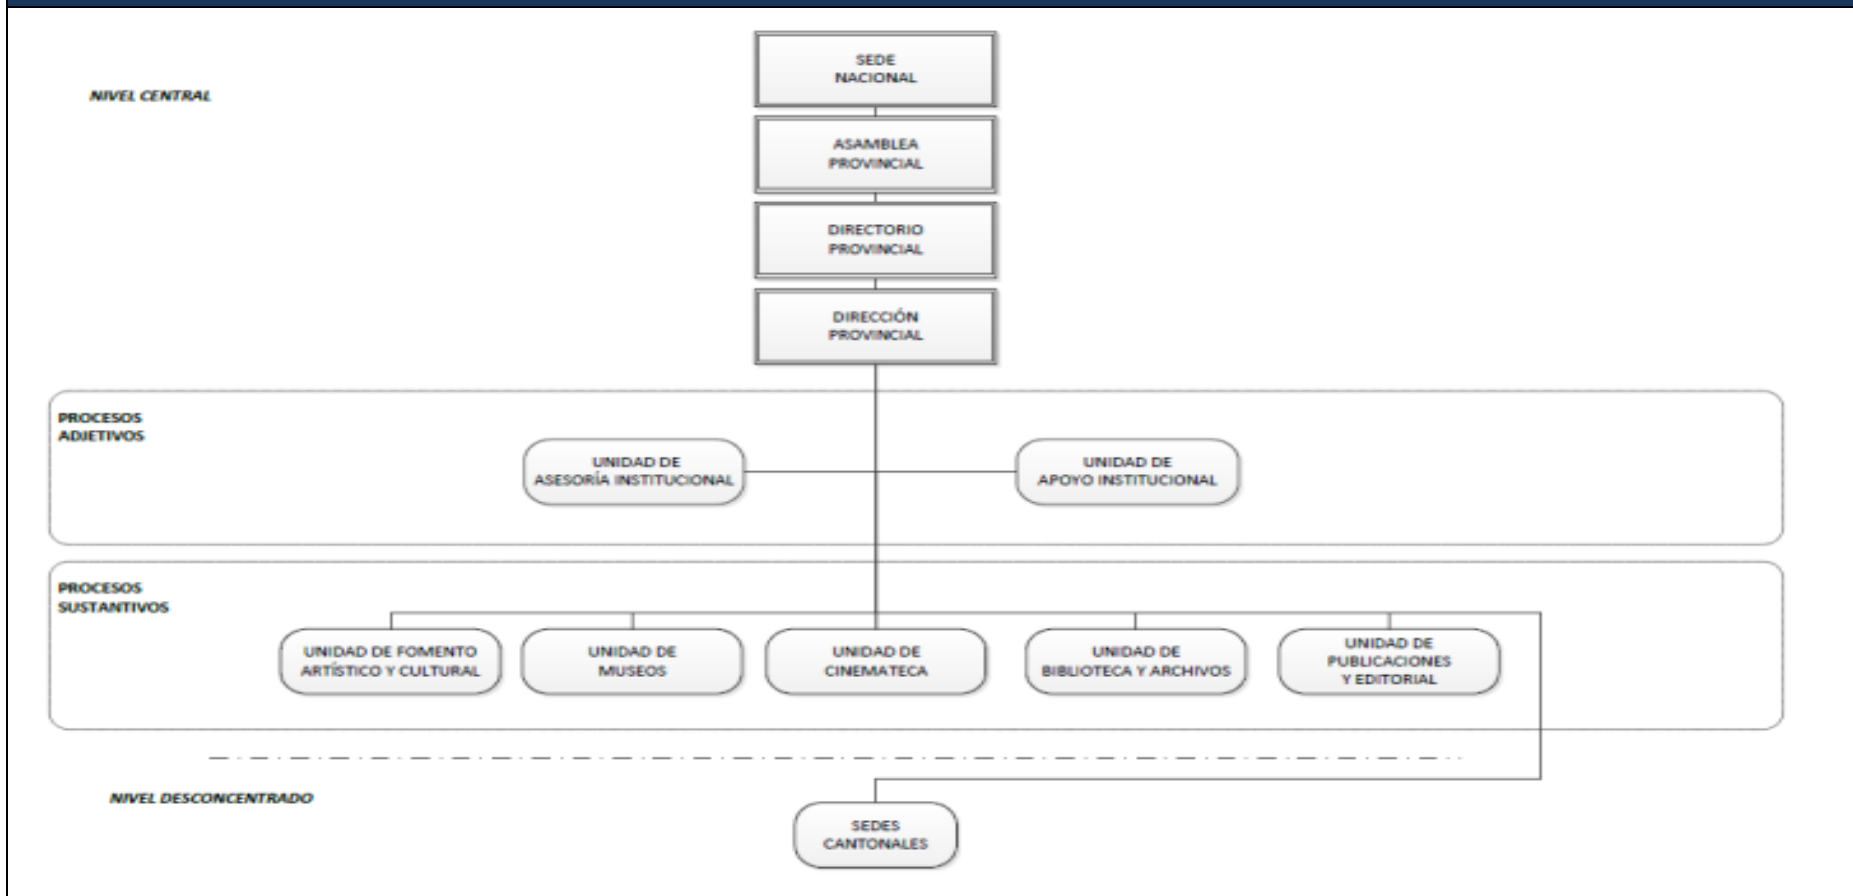 SEDE
NACIONAL
NIVEL CENTRAL
ASAMBLEA
PROVINCIAL
DIRECTORIO
PROVINCIAL
DIRECCIÓN
PROVINCIAL
PROCESOS
ADJETIVOS
UNIDAD DE
ASESORÍA INSTITUCIONAL
UNIDAD DE
APOYO INSTITUCIONAL
PROCESOS
SUSTANTIVOS
UNIDAD DE FOMENTO
ARTÍSTICO Y CULTURAL
UNIDAD DE
MUSEOS
UNIDAD DE
CINEMATECA
UNIDAD DE
BIBLIOTECA Y ARCHIVOS
UNIDAD DE
PUBLICACIONES
Y EDITORIAL
NIVEL DESCONCENTRADO
SEDES
CANTONALES